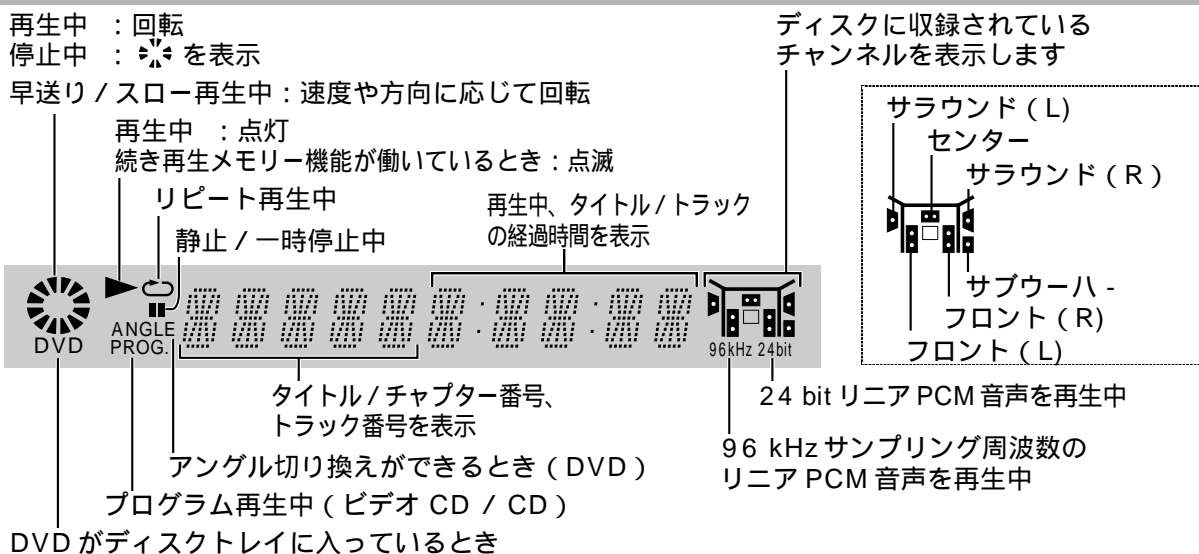 再生中 :回転
停止中 : を表示
早送り / スロー再生中:速度や方向に応じて回転
再生中 :点灯
続き再生メモリー機能が働いているとき:点滅
リピート再生中
静止 / 一時停止中
再生中、タイトル / トラック
の経過時間を表示
ディスクに収録されている
チャンネルを表示します
サラウンド ( L)
センター
サラウンド ( R )
サブウーハ -
フロント ( R)
フロント ( L)
DVD
ANGLE
PROG.
96kHz 24bit
タイトル / チャプター番号、
トラック番号を表示
アングル切り換えができるとき ( DVD )
プログラム再生中 ( ビデオ CD / CD )
DVD がディスクトレイに入っているとき
24 bit リニア PCM 音声を再生中
96 kHz サンプリング周波数の
リニア PCM 音声を再生中